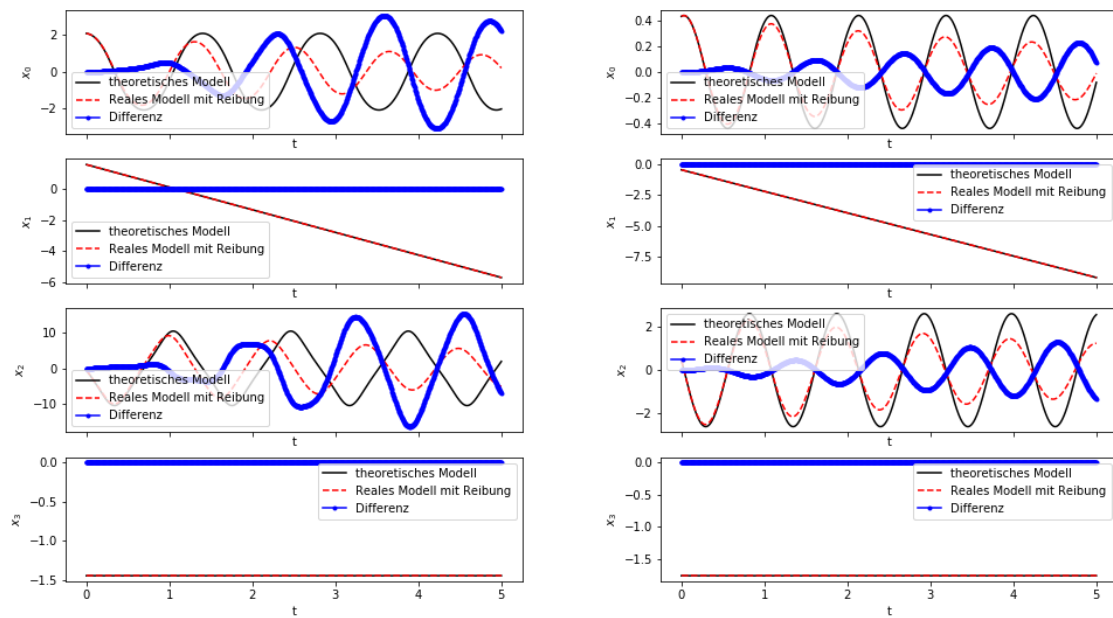 2
0
−2
x₀
theoretisches Modell
Reales Modell mit Reibung
Differenz
t
0
−2
−4
−6
x₁
theoretisches Modell
Reales Modell mit Reibung
Differenz
t
10
0
−10
x₂
theoretisches Modell
Reales Modell mit Reibung
Differenz
t
0.0
−0.5
−1.0
−1.5
x₃
theoretisches Modell
Reales Modell mit Reibung
Differenz
0 1 2 3 4 5
t
0.4
0.2
0.0
−0.2
−0.4
x₀
theoretisches Modell
Reales Modell mit Reibung
Differenz
t
0.0
−2.5
−5.0
−7.5
x₁
theoretisches Modell
Reales Modell mit Reibung
Differenz
t
2
0
−2
x₂
theoretisches Modell
Reales Modell mit Reibung
Differenz
t
0.0
−0.5
−1.0
−1.5
x₃
theoretisches Modell
Reales Modell mit Reibung
Differenz
0 1 2 3 4 5
t